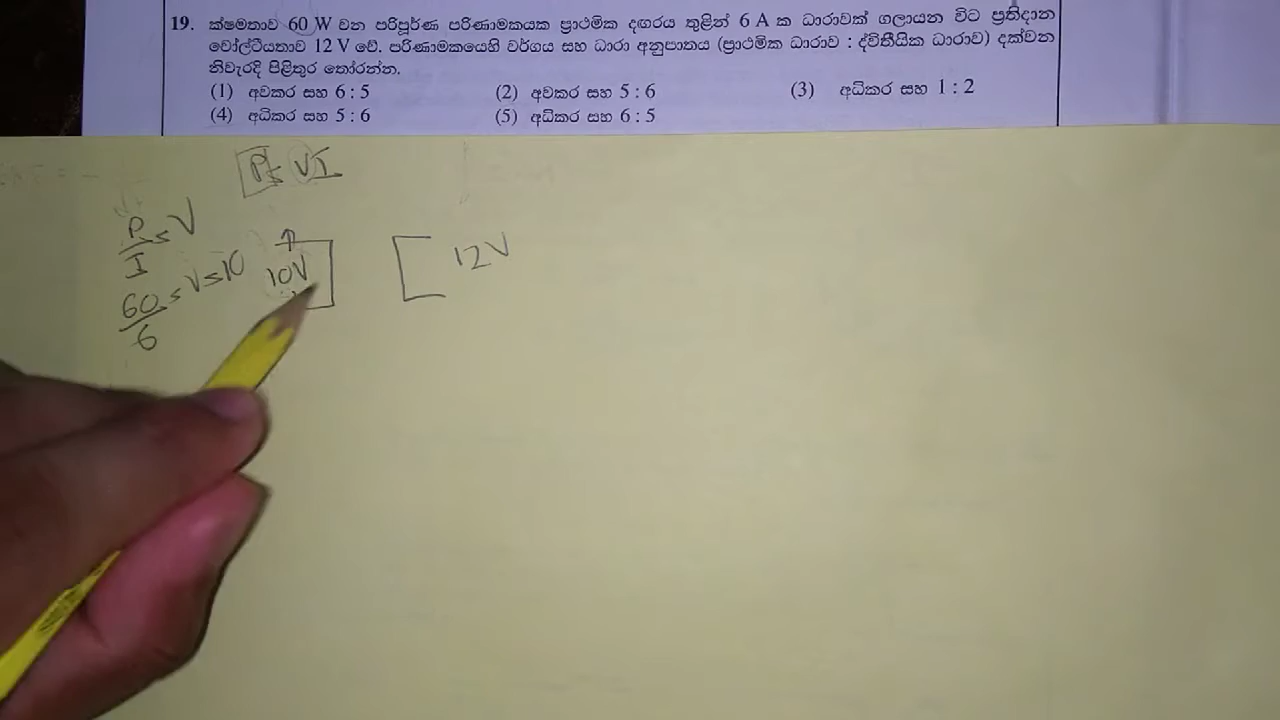 19. ක්ෂමතාව 60 W වන පරිපූර්ණ පරිණාමකයක ප්‍රාථමික දඟරය තුළින් 6 A ක ධාරාවක් ගලායන විට ප්‍රතිදාන
වෝල්ටීයතාව 12 V වේ. පරිණාමකයෙහි වර්ගය සහ ධාරා අනුපාතය (ප්‍රාථමික ධාරාව : ද්විතීයික ධාරාව) දක්වන
නිවැරදි පිළිතුර තෝරන්න.
(1) අවකර සහ 6 : 5 (2) අවකර සහ 5 : 6 (3) අධිකර සහ 1 : 2
(4) අධිකර සහ 5 : 6 (5) අධිකර සහ 6 : 5
P = VI
P/I = V
60/6 = V = 10
10V 12V